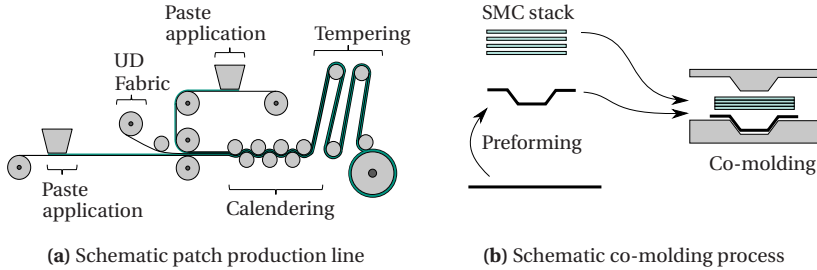 Paste
application
Tempering
UD
Fabric
Paste
application
Calendering
(a) Schematic patch production line
SMC stack
Preforming
Co-molding
(b) Schematic co-molding process